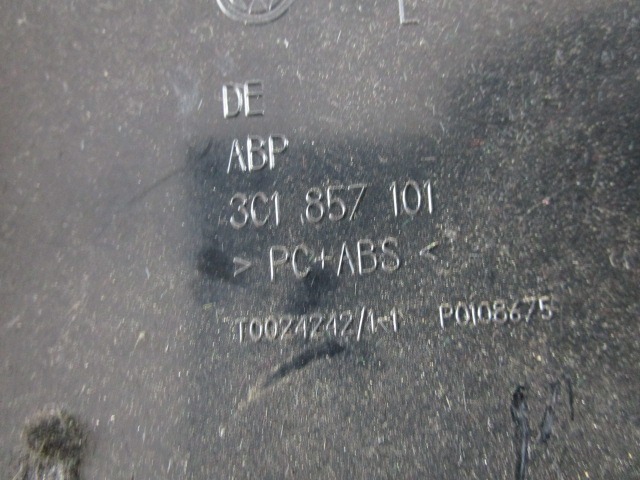 L
DE
ABP
3C1 857 101
> PC+ABS <
T0024242/1-1 P0108675